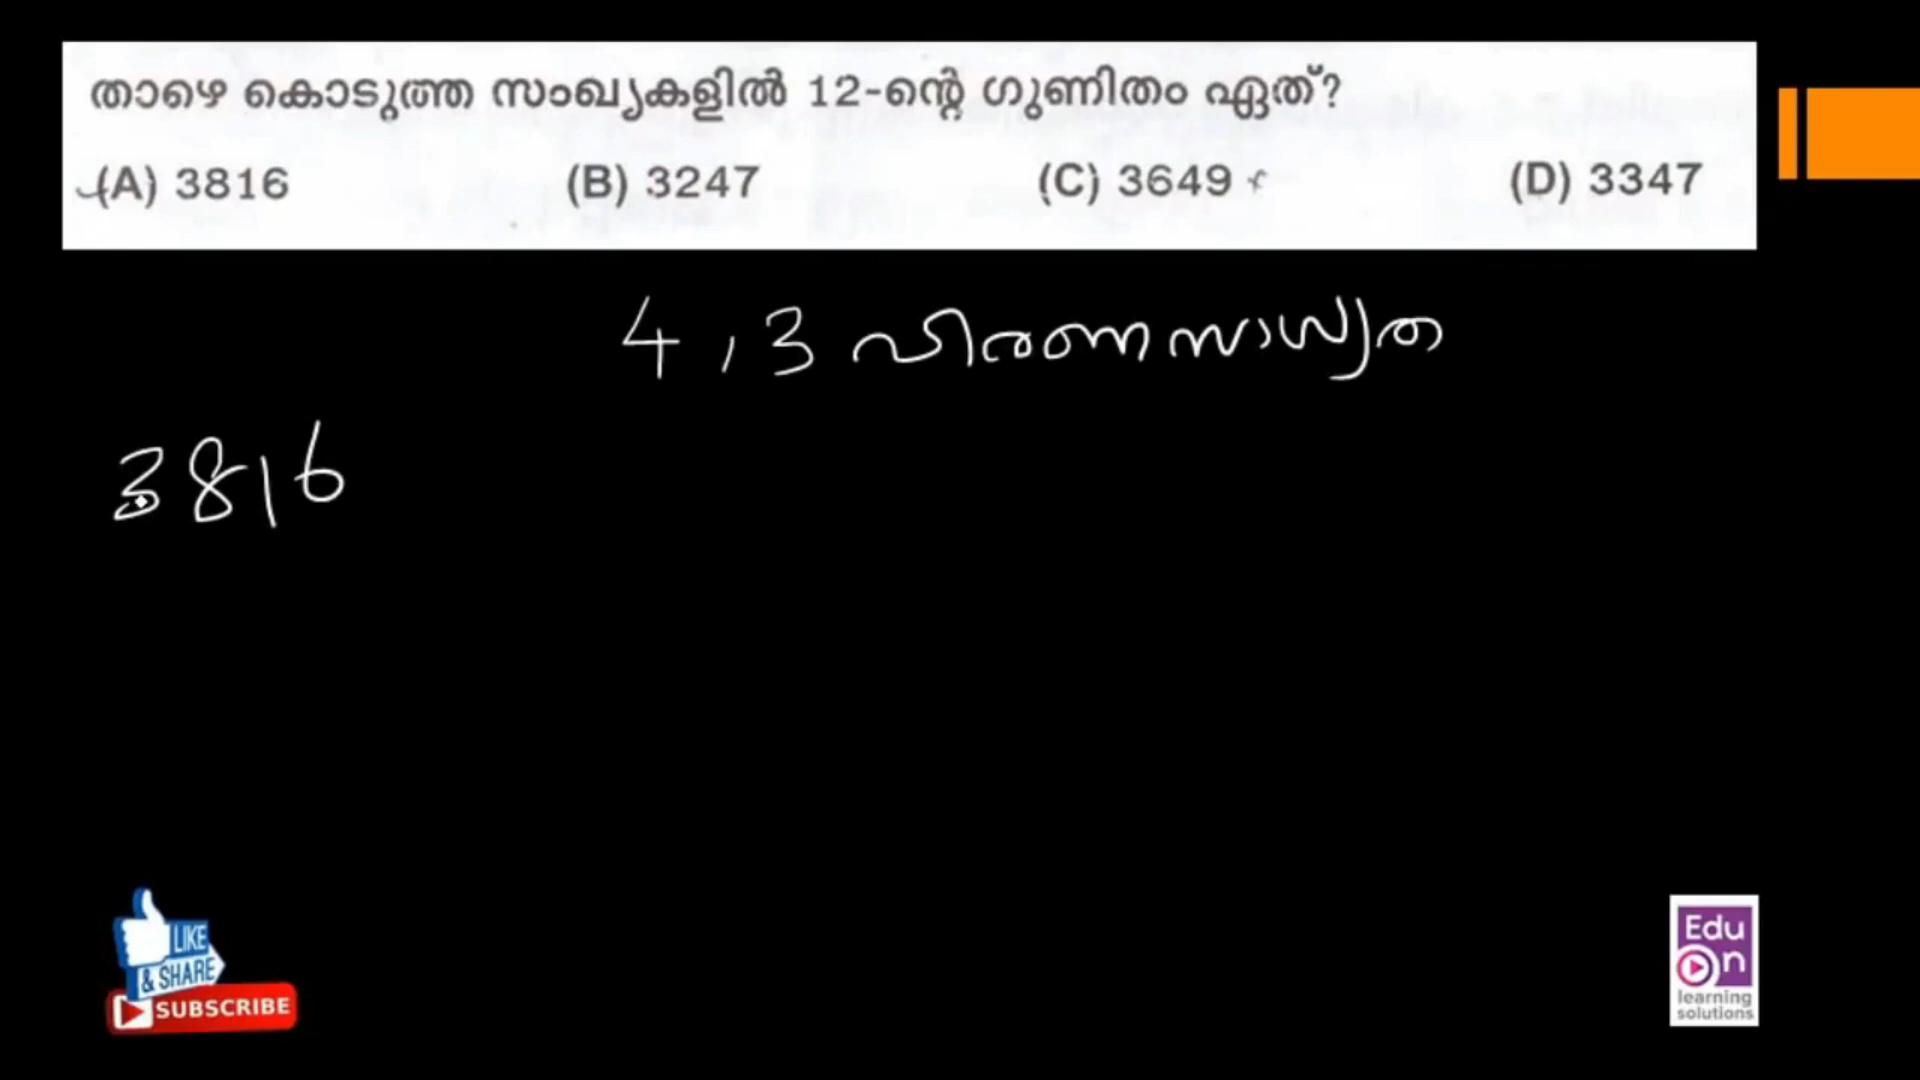 താഴെ കൊടുത്ത സംഖ്യകളിൽ 12-ന്റെ ഗുണിതം ഏത്?
(A) 3816 (B) 3247 (C) 3649 (D) 3347
4 , 3 ഹരണസാധ്യത
3816
LIKE
& SHARE
SUBSCRIBE
Edu
On
learning
solutions